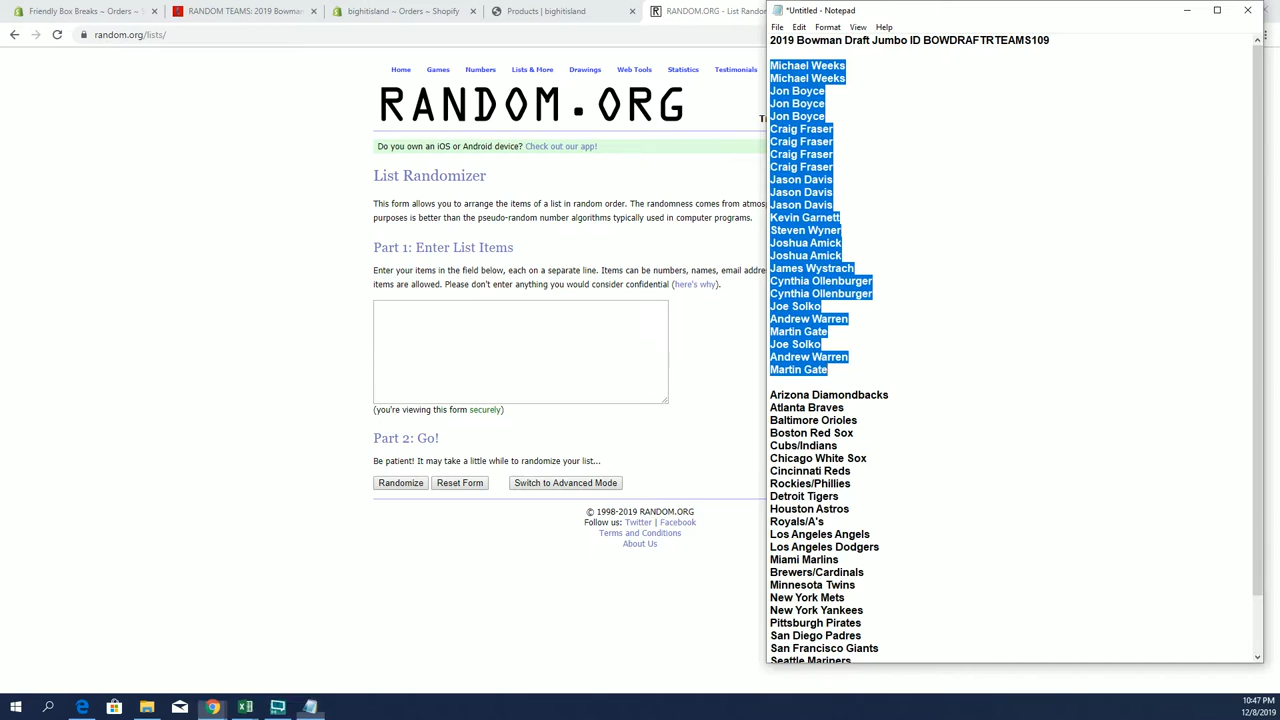 Friendly Box Breaks ~ Orders ~ S
RANDOM TEAMS: 2019 Bowman
bighitisland ~ Orders ~ Shopify
Products | bighitisland
RANDOM.ORG - List Rando
random.org/lists/
Home Games Numbers Lists & More Drawings Web Tools Statistics Testimonials
RANDOM.ORG
Do you own an iOS or Android device? Check out our app!
List Randomizer
This form allows you to arrange the items of a list in random order. The randomness comes from atmosp
purposes is better than the pseudo-random number algorithms typically used in computer programs.
Part 1: Enter List Items
Enter your items in the field below, each on a separate line. Items can be numbers, names, email addre
items are allowed. Please don't enter anything you would consider confidential (here's why).
(you're viewing this form securely)
Part 2: Go!
Be patient! It may take a little while to randomize your list...
Randomize Reset Form Switch to Advanced Mode
© 1998-2019 RANDOM.ORG
Follow us: Twitter | Facebook
Terms and Conditions
About Us
*Untitled - Notepad
File Edit Format View Help
2019 Bowman Draft Jumbo ID BOWDRAFTRTEAMS109
Michael Weeks
Michael Weeks
Jon Boyce
Jon Boyce
Jon Boyce
Craig Fraser
Craig Fraser
Craig Fraser
Craig Fraser
Jason Davis
Jason Davis
Jason Davis
Kevin Garnett
Steven Wyner
Joshua Amick
Joshua Amick
James Wystrach
Cynthia Ollenburger
Cynthia Ollenburger
Joe Solko
Andrew Warren
Martin Gate
Joe Solko
Andrew Warren
Martin Gate
Arizona Diamondbacks
Atlanta Braves
Baltimore Orioles
Boston Red Sox
Cubs/Indians
Chicago White Sox
Cincinnati Reds
Rockies/Phillies
Detroit Tigers
Houston Astros
Royals/A's
Los Angeles Angels
Los Angeles Dodgers
Miami Marlins
Brewers/Cardinals
Minnesota Twins
New York Mets
New York Yankees
Pittsburgh Pirates
San Diego Padres
San Francisco Giants
Seattle Mariners
10:47 PM
12/8/2019